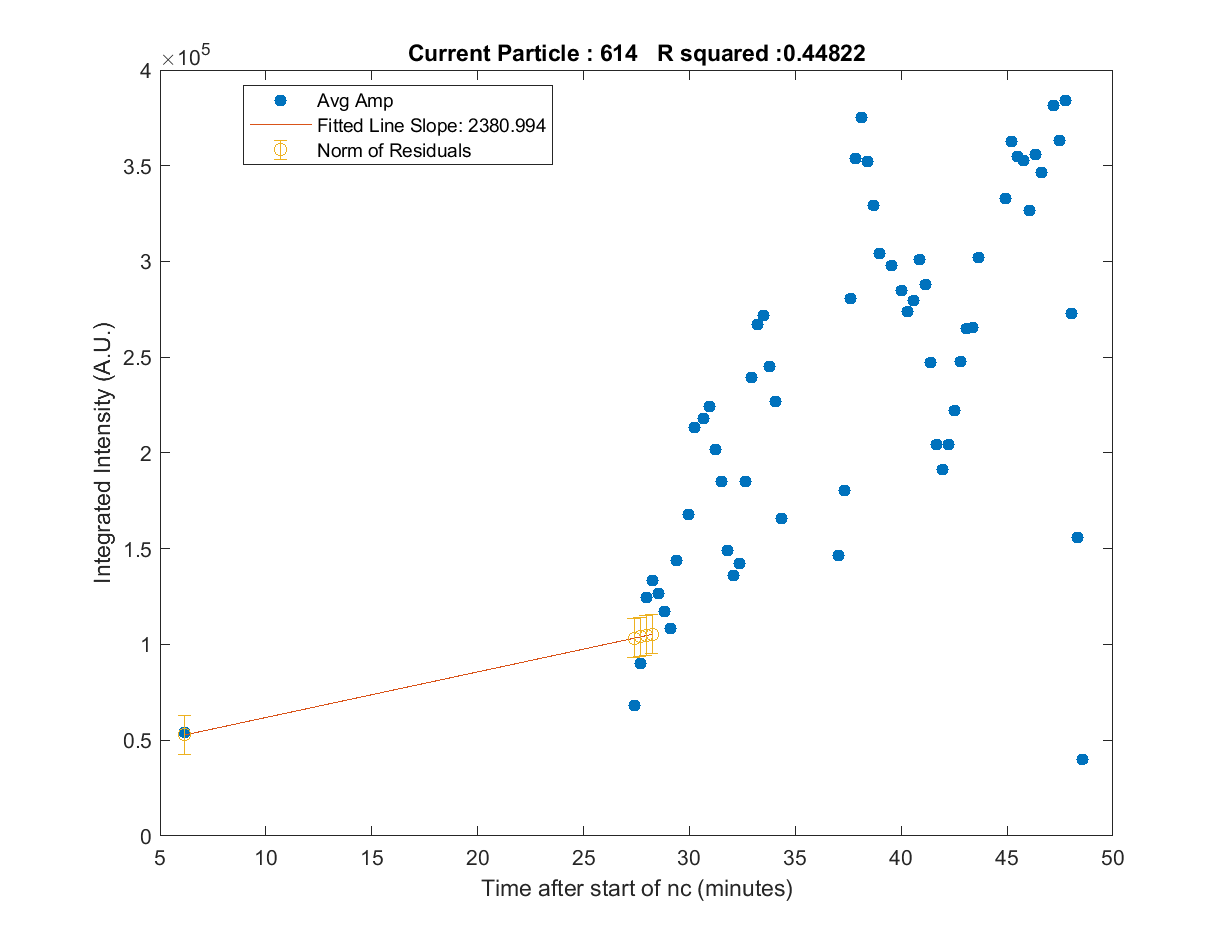 Current Particle : 614   R squared :0.44822
×10^5
Avg Amp
Fitted Line Slope: 2380.994
Norm of Residuals
4
3.5
3
2.5
2
1.5
1
0.5
0
Integrated Intensity (A.U.)
5 10 15 20 25 30 35 40 45 50
Time after start of nc (minutes)